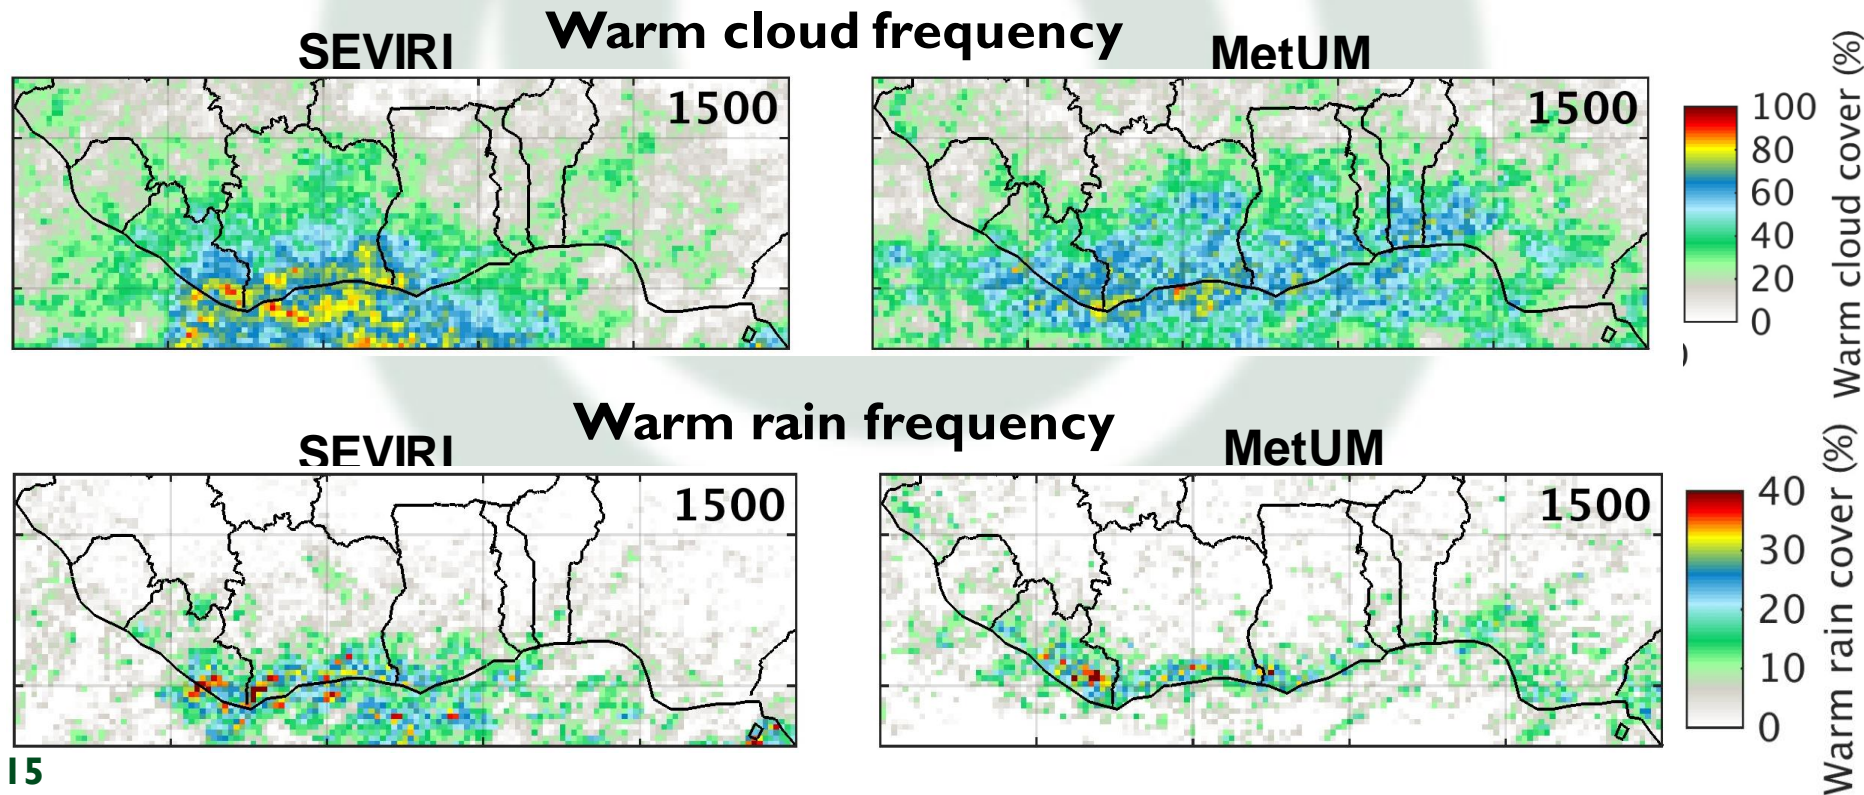 Warm cloud frequency
SEVIRI
MetUM
1500
1500
100
80
60
40
20
0
Warm cloud cover (%)
Warm rain frequency
SEVIRI
MetUM
1500
1500
40
30
20
10
0
Warm rain cover (%)
15